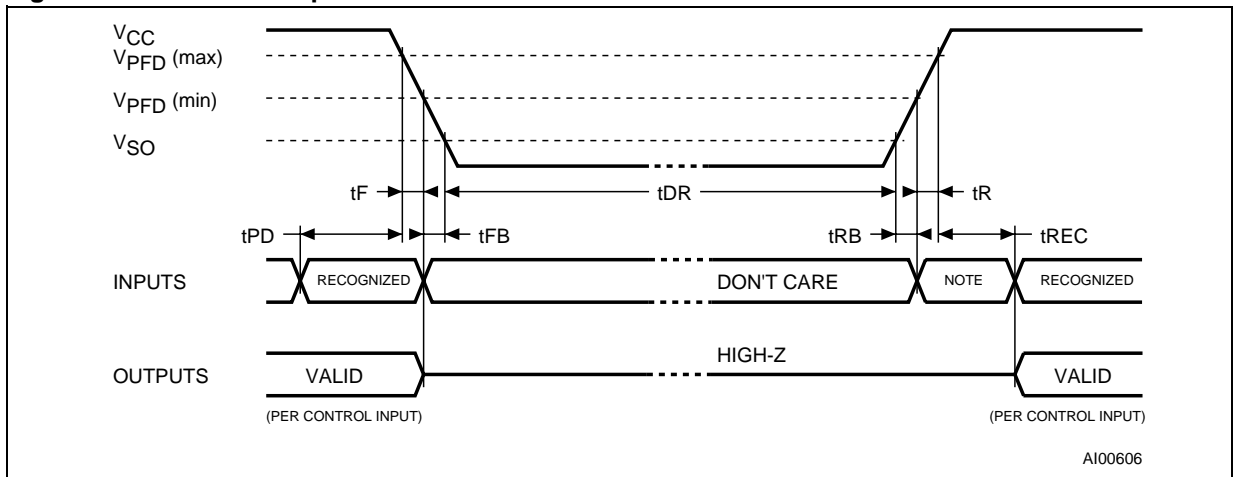 VCC
VPFD (max)
VPFD (min)
VSO
tF
tDR
tR
tPD
tFB
tRB
tREC
INPUTS
RECOGNIZED
DON'T CARE
NOTE
RECOGNIZED
HIGH-Z
OUTPUTS
VALID
VALID
(PER CONTROL INPUT)
(PER CONTROL INPUT)
AI00606